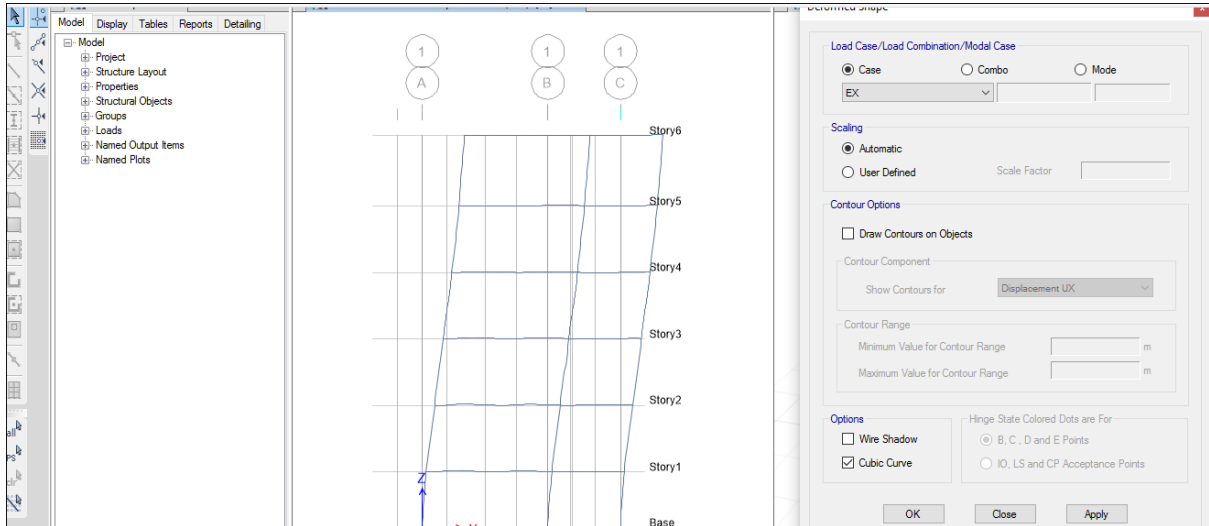 Model Display Tables Reports Detailing
Model
Project
Structure Layout
Properties
Structural Objects
Groups
Loads
Named Output Items
Named Plots
all
PS
clr
1 1 1
A B C
Story6
Story5
Story4
Story3
Story2
Story1
Base
Z
X
Deformed Shape
Load Case/Load Combination/Modal Case
Case Combo Mode
EX
Scaling
Automatic
User Defined Scale Factor
Contour Options
Draw Contours on Objects
Contour Component
Show Contours for Displacement UX
Contour Range
Minimum Value for Contour Range m
Maximum Value for Contour Range m
Options
Wire Shadow
Cubic Curve
Hinge State Colored Dots are For
B, C , D and E Points
IO, LS and CP Acceptance Points
OK Close Apply